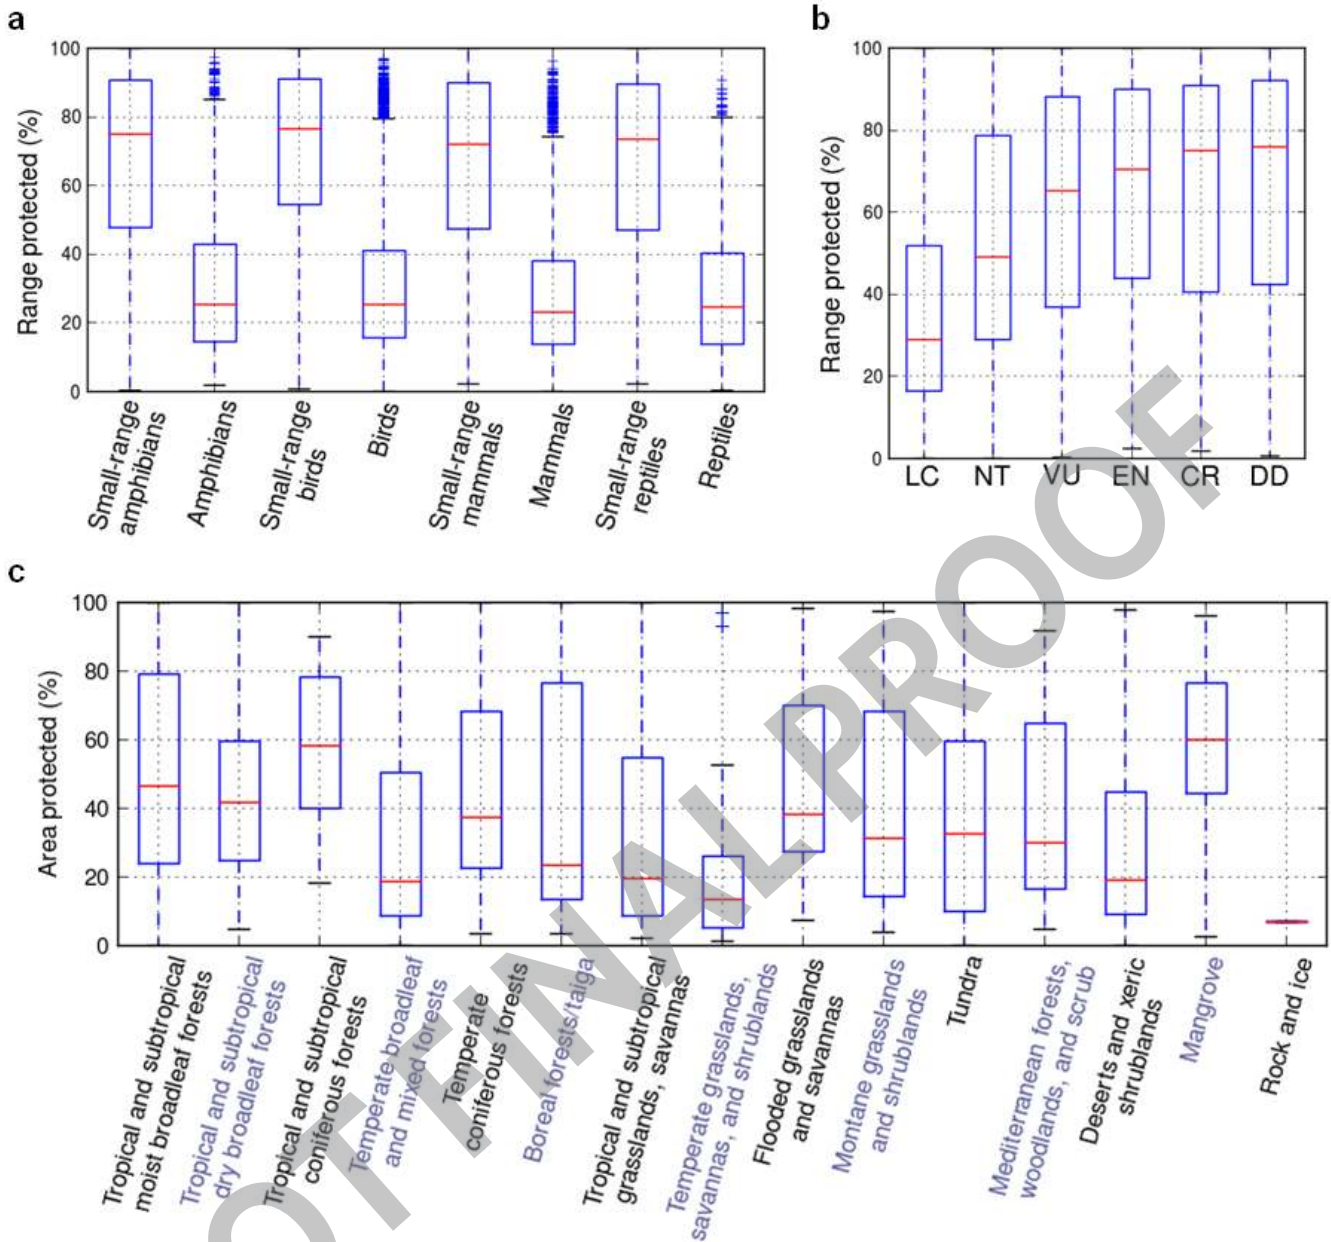 a
100
80
60
40
20
0
Range protected (%)
Small-range
amphibians
Amphibians
Small-range
birds
Birds
Small-range
mammals
Mammals
Small-range
reptiles
Reptiles
b
100
80
60
40
20
0
Range protected (%)
LC NT VU EN CR DD
c
100
80
60
40
20
0
Area protected (%)
Tropical and subtropical
moist broadleaf forests
Tropical and subtropical
dry broadleaf forests
Tropical and subtropical
coniferous forests
Temperate broadleaf
and mixed forests
Temperate
coniferous forests
Boreal forests/taiga
Tropical and subtropical
grasslands, savannas
Temperate grasslands,
savannas, and shrublands
Flooded grasslands
and savannas
Montane grasslands
and shrublands
Tundra
Mediterranean forests,
woodlands, and scrub
Deserts and xeric
shrublands
Mangrove
Rock and ice
OT FINAL PROOF